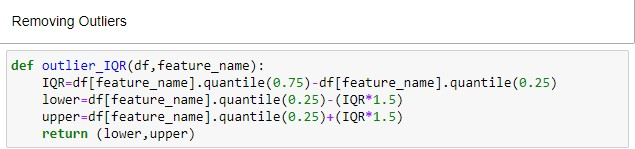 Removing Outliers
def outlier_IQR(df,feature_name):
    IQR=df[feature_name].quantile(0.75)-df[feature_name].quantile(0.25)
    lower=df[feature_name].quantile(0.25)-(IQR*1.5)
    upper=df[feature_name].quantile(0.25)+(IQR*1.5)
    return (lower,upper)